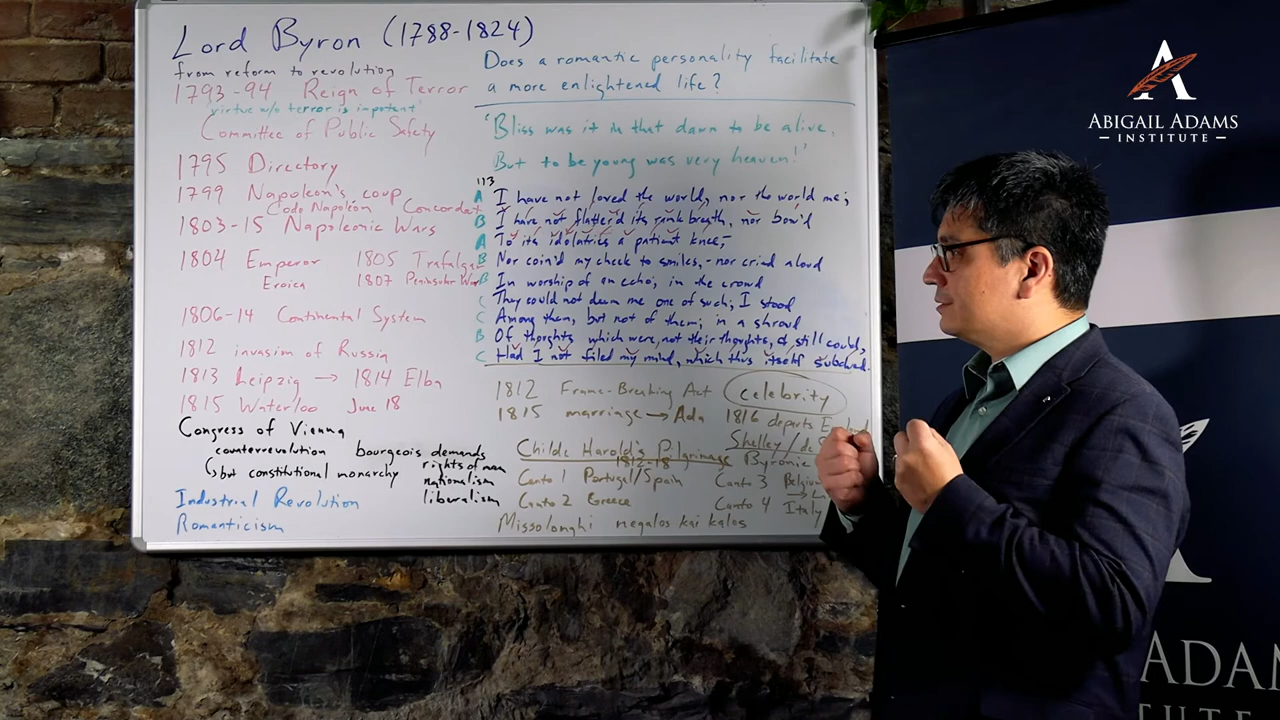 Lord Byron (1788-1824)
from reform to revolution
1793-94 Reign of Terror
'virtue w/o terror is impotent'
Committee of Public Safety
1795 Directory
1799 Napoleon's coup
Code Napoléon Concordat
1803-15 Napoleonic Wars
1804 Emperor 1805 Trafalgar
Eroica 1807 Peninsular War
1806-14 Continental System
1812 invasion of Russia
1813 Leipzig → 1814 Elba
1815 Waterloo June 18
Congress of Vienna
counterrevolution bourgeois demands
↳ but constitutional monarchy rights of man
nationalism
liberalism
Industrial Revolution
Romanticism
Does a romantic personality facilitate
a more enlightened life?
'Bliss was it in that dawn to be alive,
But to be young was very heaven!'
113
A I have not loved the world, nor the world me;
B I have not flatter'd its rank breath, nor bow'd
A To its idolatries a patient knee,-
B Nor coin'd my cheek to smiles,- nor cried aloud
B In worship of an echo; in the crowd
C They could not deem me one of such; I stood
C Among them, but not of them; in a shroud
B Of thoughts which were not their thoughts, & still could,
C Had I not filed my mind, which thus itself subdued.
1812 Frame-Breaking Act celebrity
1815 marriage → Ada 1816 departs
Childe Harold's Pilgrimage Shelley/
1812-18 Byronic
Canto 1 Portugal/Spain Canto 3
Canto 2 Greece Canto 4 Italy
Missolonghi negalos kai kalos
A
ABIGAIL ADAMS
- INSTITUTE -
ADAM